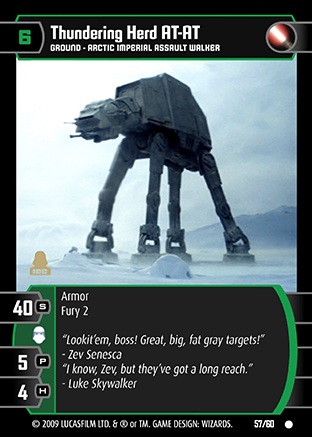 6 Thundering Herd AT-AT
GROUND - ARCTIC IMPERIAL ASSAULT WALKER
IDC
40 S
Armor
Fury 2
5 P
4 H
"Lookit'em, boss! Great, big, fat gray targets!"
- Zev Senesca
"I know, Zev, but they've got a long reach."
- Luke Skywalker
© 2009 LUCASFILM LTD. & ® or TM. GAME DESIGN: WIZARDS. 57/60